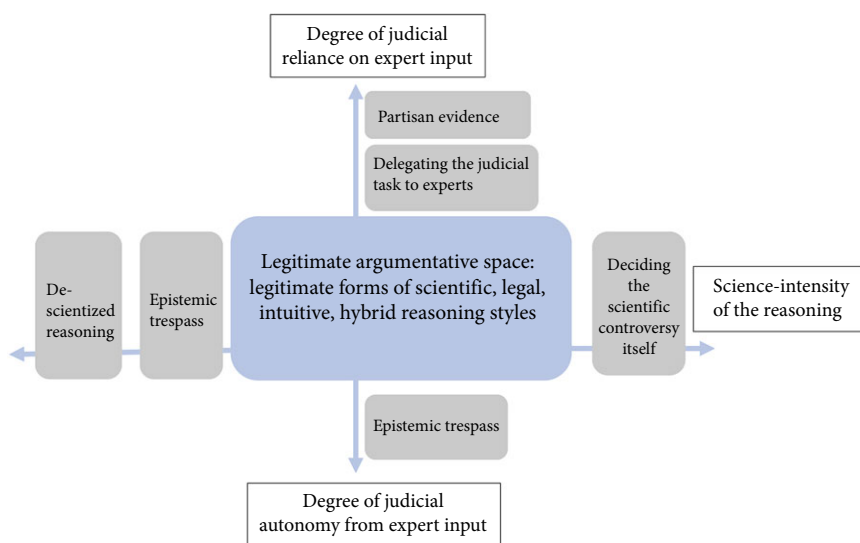 Degree of judicial
reliance on expert input
Partisan evidence
Delegating the judicial
task to experts
Legitimate argumentative space:
legitimate forms of scientific, legal,
intuitive, hybrid reasoning styles
De-
scientized
reasoning
Epistemic
trespass
Deciding
the
scientific
controversy
itself
Science-intensity
of the reasoning
Epistemic trespass
Degree of judicial
autonomy from expert input